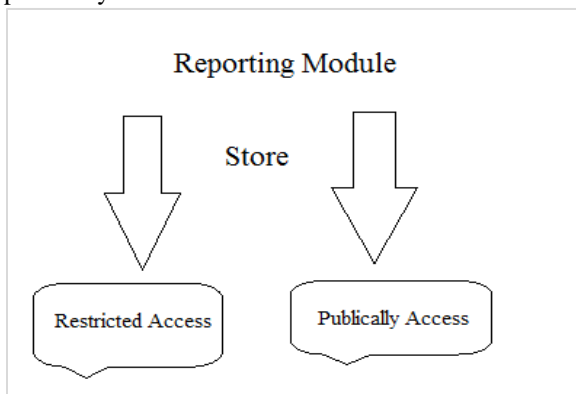 Reporting Module
Store
Restricted Access
Publically Access